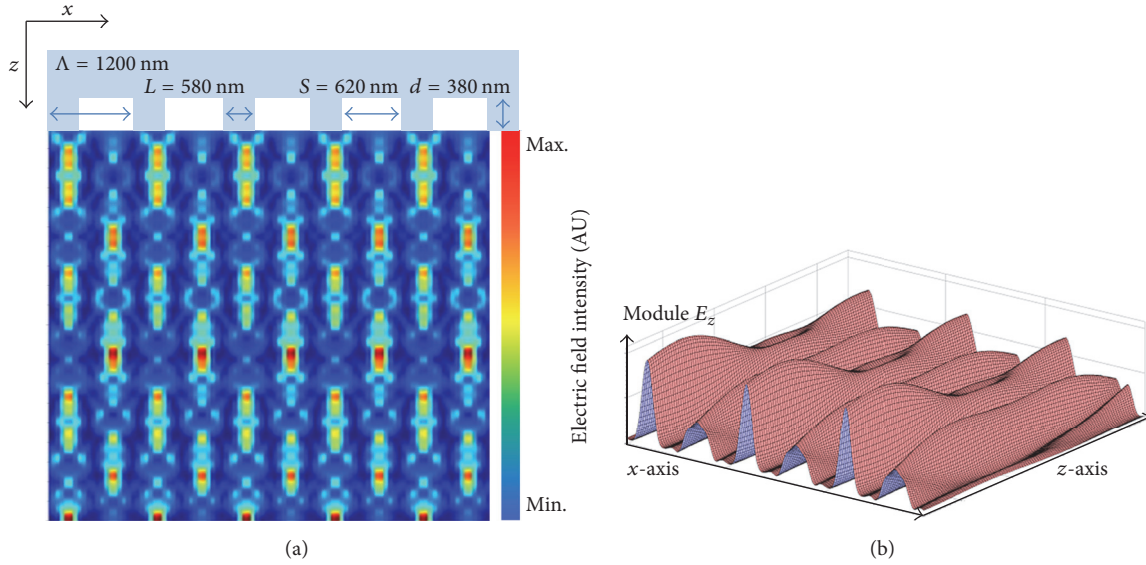 x
z
Λ = 1200 nm
L = 580 nm
S = 620 nm
d = 380 nm
Max.
Electric field intensity (AU)
Min.
(a)
Module E_z
x-axis
z-axis
(b)